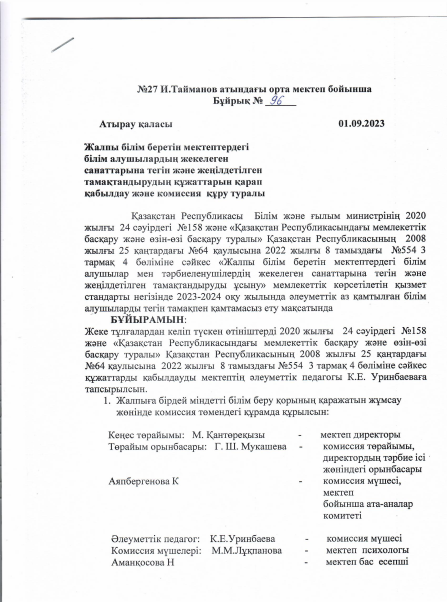 №27 И.Тайманов атындағы орта мектеп бойынша
Бұйрық № 96
Атырау қаласы 01.09.2023
Жалпы білім беретін мектептердегі
білім алушылардың жекелеген
санаттарына тегін және жеңілдетілген
тамақтандырудың құжаттарын қарап
қабылдау және комиссия құру туралы
Қазақстан Республикасы Білім және ғылым министрінің 2020
жылғы 24 сәуірдегі №158 және «Қазақстан Республикасындағы мемлекеттік
басқару және өзін-өзі басқару туралы» Қазақстан Республикасының 2008
жылғы 25 қаңтардағы №64 қаулысына 2022 жылғы 8 тамыздағы №554 3
тармақ 4 бөліміне сәйкес «Жалпы білім беретін мектептердегі білім
алушылар мен тәрбиеленушілердің жекелеген санаттарына тегін және
жеңілдетілген тамақтандыруды ұсыну» мемлекеттік көрсетілетін қызмет
стандарты негізінде 2023-2024 оқу жылында әлеуметтік аз қамтылған білім
алушыларды тегін тамақпен қамтамасыз ету мақсатында
БҰЙЫРАМЫН:
Жеке тұлғалардан келіп түскен өтініштерді 2020 жылғы 24 сәуірдегі №158
және «Қазақстан Республикасындағы мемлекеттік басқару және өзін-өзі
басқару туралы» Қазақстан Республикасының 2008 жылғы 25 қаңтардағы
№64 қаулысына 2022 жылғы 8 тамыздағы №554 3 тармақ 4 бөліміне сәйкес
құжаттарды қабылдауды мектептің әлеуметтік педагогы К.Е. Уринбаеваға
тапсырылсын.
1. Жалпыға бірдей міндетті білім беру қорының қаражатын жұмсау
жөнінде комиссия төмендегі құрамда құрылсын:
Кеңес төрайымы: М. Қантөреқызы - мектеп директоры
Төрайым орынбасары: Г. Ш. Мукашева - комиссия төрайымы,
директордың тәрбие ісі
жөніндегі орынбасары
Аяпбергенова К - комиссия мүшесі,
мектеп
бойынша ата-аналар
комитеті
Әлеуметтік педагог: К.Е.Уринбаева - комиссия мүшесі
Комиссия мүшелері: М.М.Лұқпанова - мектеп психологы
Аманқосова Н - мектеп бас есепші